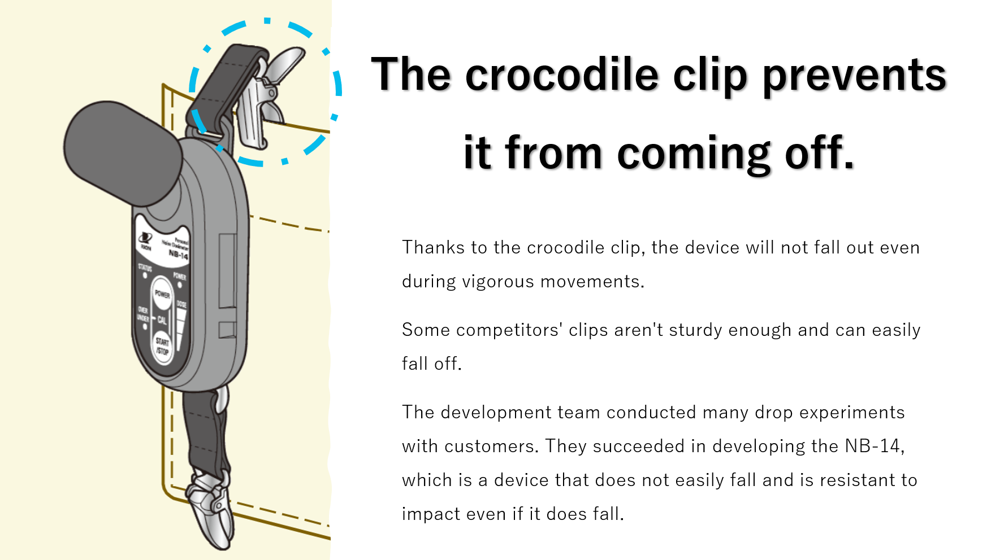 The crocodile clip prevents
it from coming off.
Thanks to the crocodile clip, the device will not fall out even
during vigorous movements.
Some competitors' clips aren't sturdy enough and can easily
fall off.
The development team conducted many drop experiments
with customers. They succeeded in developing the NB-14,
which is a device that does not easily fall and is resistant to
impact even if it does fall.
RION
Personal
Noise Dosimeter
NB-14
STATUS
POWER
POWER
DOSE
OVER
UNDER
CAL
START
/STOP